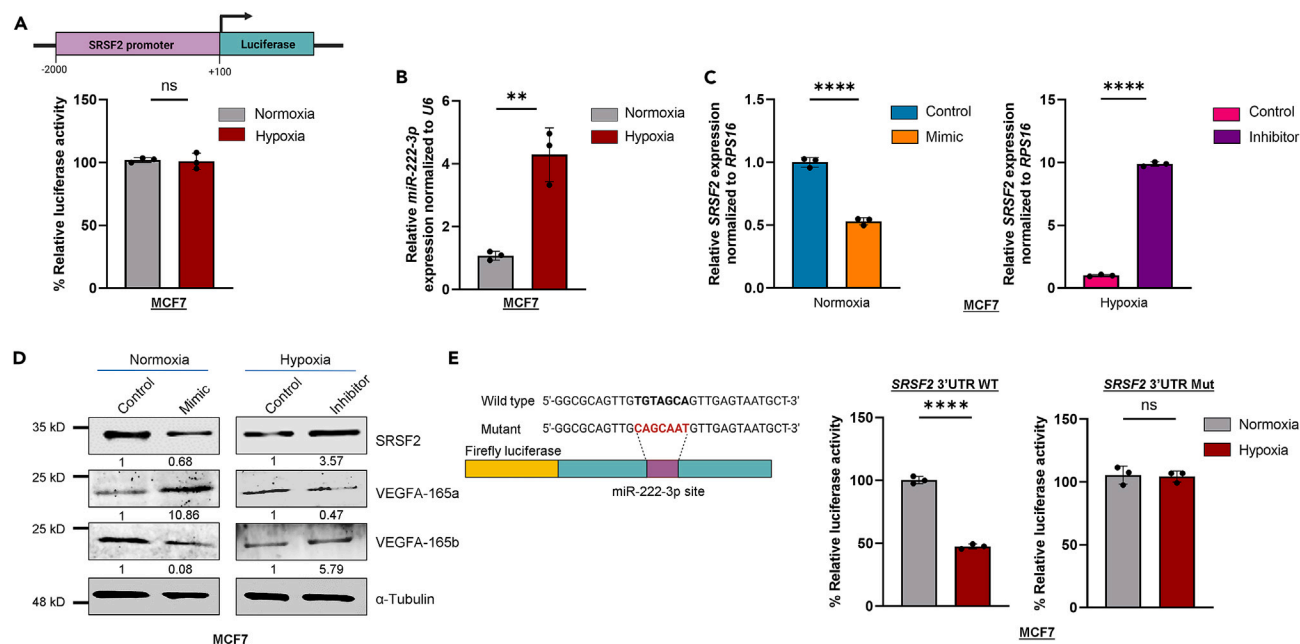 A
SRSF2 promoter
Luciferase
-2000
+100
ns
% Relative luciferase activity
150
100
50
0
Normoxia
Hypoxia
MCF7
B
**
Relative miR-222-3p
expression normalized to U6
6
4
2
0
Normoxia
Hypoxia
MCF7
C
****
Relative SRSF2 expression
normalized to RPS16
1.5
1.0
0.5
0.0
Control
Mimic
Normoxia
MCF7
****
Relative SRSF2 expression
normalized to RPS16
15
10
5
0
Control
Inhibitor
Hypoxia
D
Normoxia
Hypoxia
Control
Mimic
Control
Inhibitor
35 kD
SRSF2
1 0.68 1 3.57
25 kD
VEGFA-165a
1 10.86 1 0.47
25 kD
VEGFA-165b
1 0.08 1 5.79
48 kD
α-Tubulin
MCF7
E
Wild type 5'-GGCGCAGTTGTGTAGCAGTTGAGTAATGCT-3'
Mutant 5'-GGCGCAGTTGCAGCAATGTTGAGTAATGCT-3'
Firefly luciferase
miR-222-3p site
SRSF2 3'UTR WT
****
% Relative luciferase activity
150
100
50
0
SRSF2 3'UTR Mut
ns
% Relative luciferase activity
150
100
50
0
Normoxia
Hypoxia
MCF7